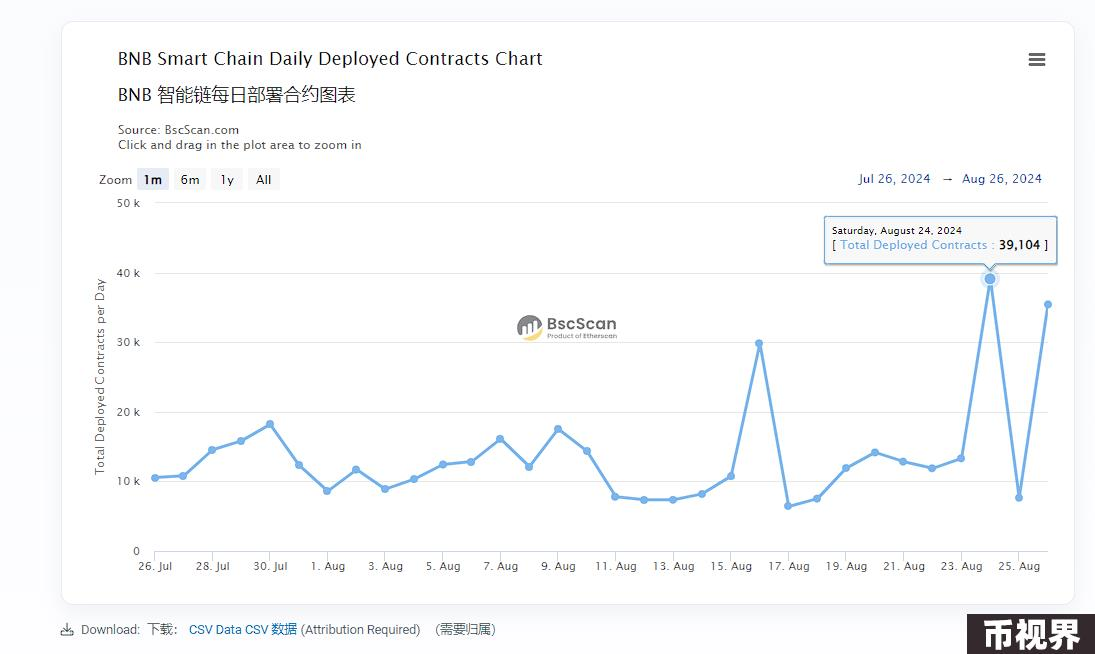 BNB Smart Chain Daily Deployed Contracts Chart
BNB 智能链每日部署合约图表
Source: BscScan.com
Click and drag in the plot area to zoom in
Zoom 1m 6m 1y All
Jul 26, 2024 → Aug 26, 2024
50 k
Saturday, August 24, 2024
[ Total Deployed Contracts : 39,104 ]
40 k
30 k
20 k
10 k
0
Total Deployed Contracts per Day
BscScan
Product of Etherscan
26. Jul 28. Jul 30. Jul 1. Aug 3. Aug 5. Aug 7. Aug 9. Aug 11. Aug 13. Aug 15. Aug 17. Aug 19. Aug 21. Aug 23. Aug 25. Aug
Download: 下载: CSV Data CSV 数据 (Attribution Required) (需要归属)
币视界